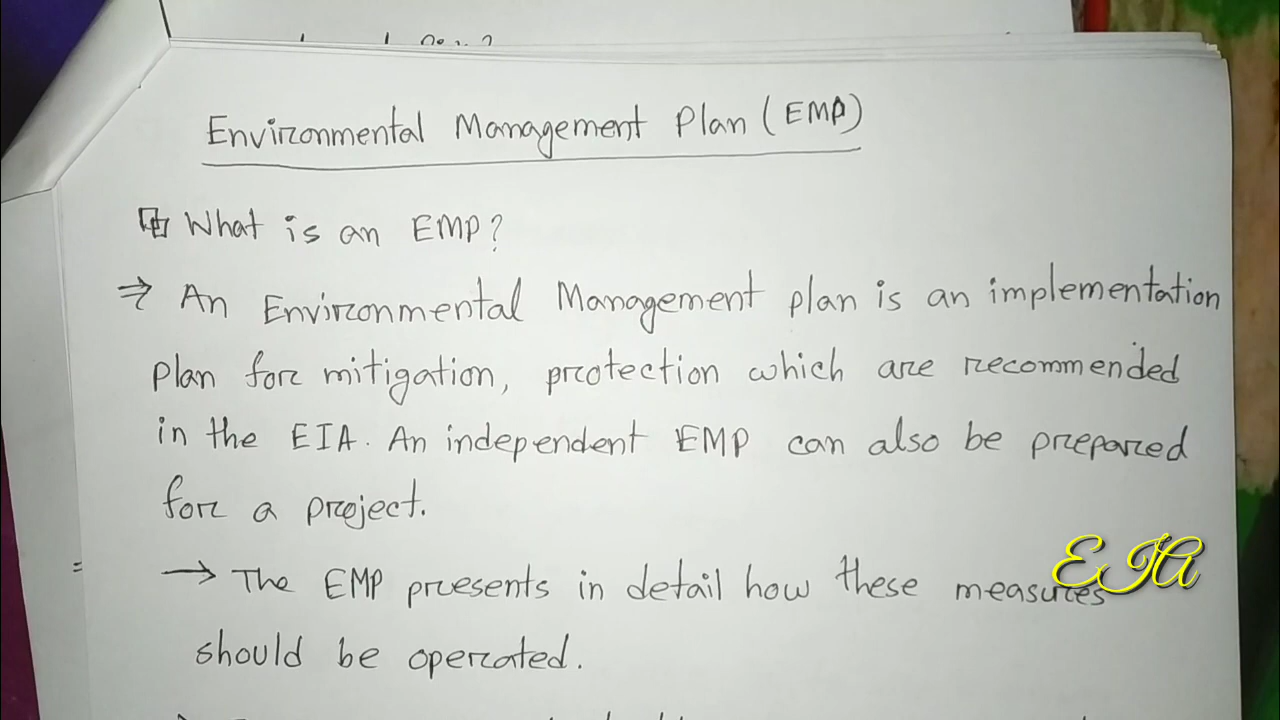 Environmental Management Plan (EMP)
What is an EMP?
⇒ An Environmental Management plan is an implementation
plan for mitigation, protection which are recommended
in the EIA. An independent EMP can also be prepared
for a project.
→ The EMP presents in detail how these measures
EIA
should be operated.